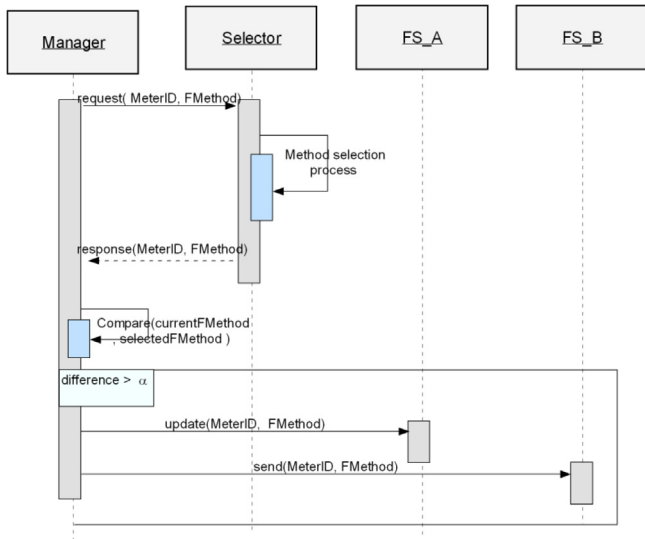 Manager
Selector
FS_A
FS_B
request( MeterID, FMethod)
Method selection
process
response(MeterID, FMethod)
Compare(currentFMethod
, selectedFMethod )
difference > α
update(MeterID, FMethod)
send(MeterID, FMethod)